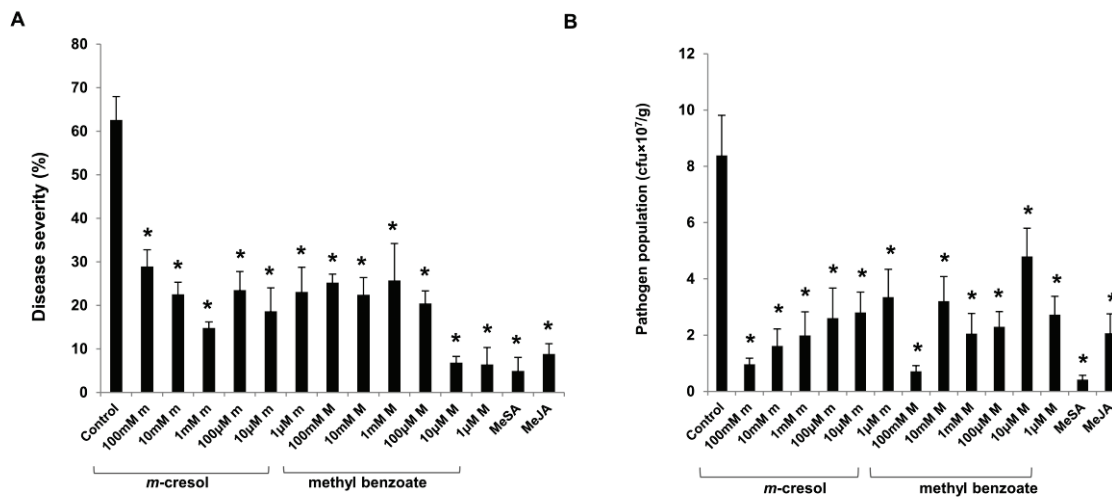 A
Disease severity (%)
80
70
60
50
40
30
20
10
0
* * * * * * * * * * * * * *
Control
100mM m
10mM m
1mM m
100µM m
10µM m
1µM m
100mM M
10mM M
1mM M
100µM M
10µM M
1µM M
MeSA
MeJA
m-cresol
methyl benzoate
B
Pathogen population (cfu×10⁷/g)
12
10
8
6
4
2
0
* * * * * * * * * * * * * *
Control
100mM m
10mM m
1mM m
100µM m
10µM m
1µM m
100mM M
10mM M
1mM M
100µM M
10µM M
1µM M
MeSA
MeJA
m-cresol
methyl benzoate